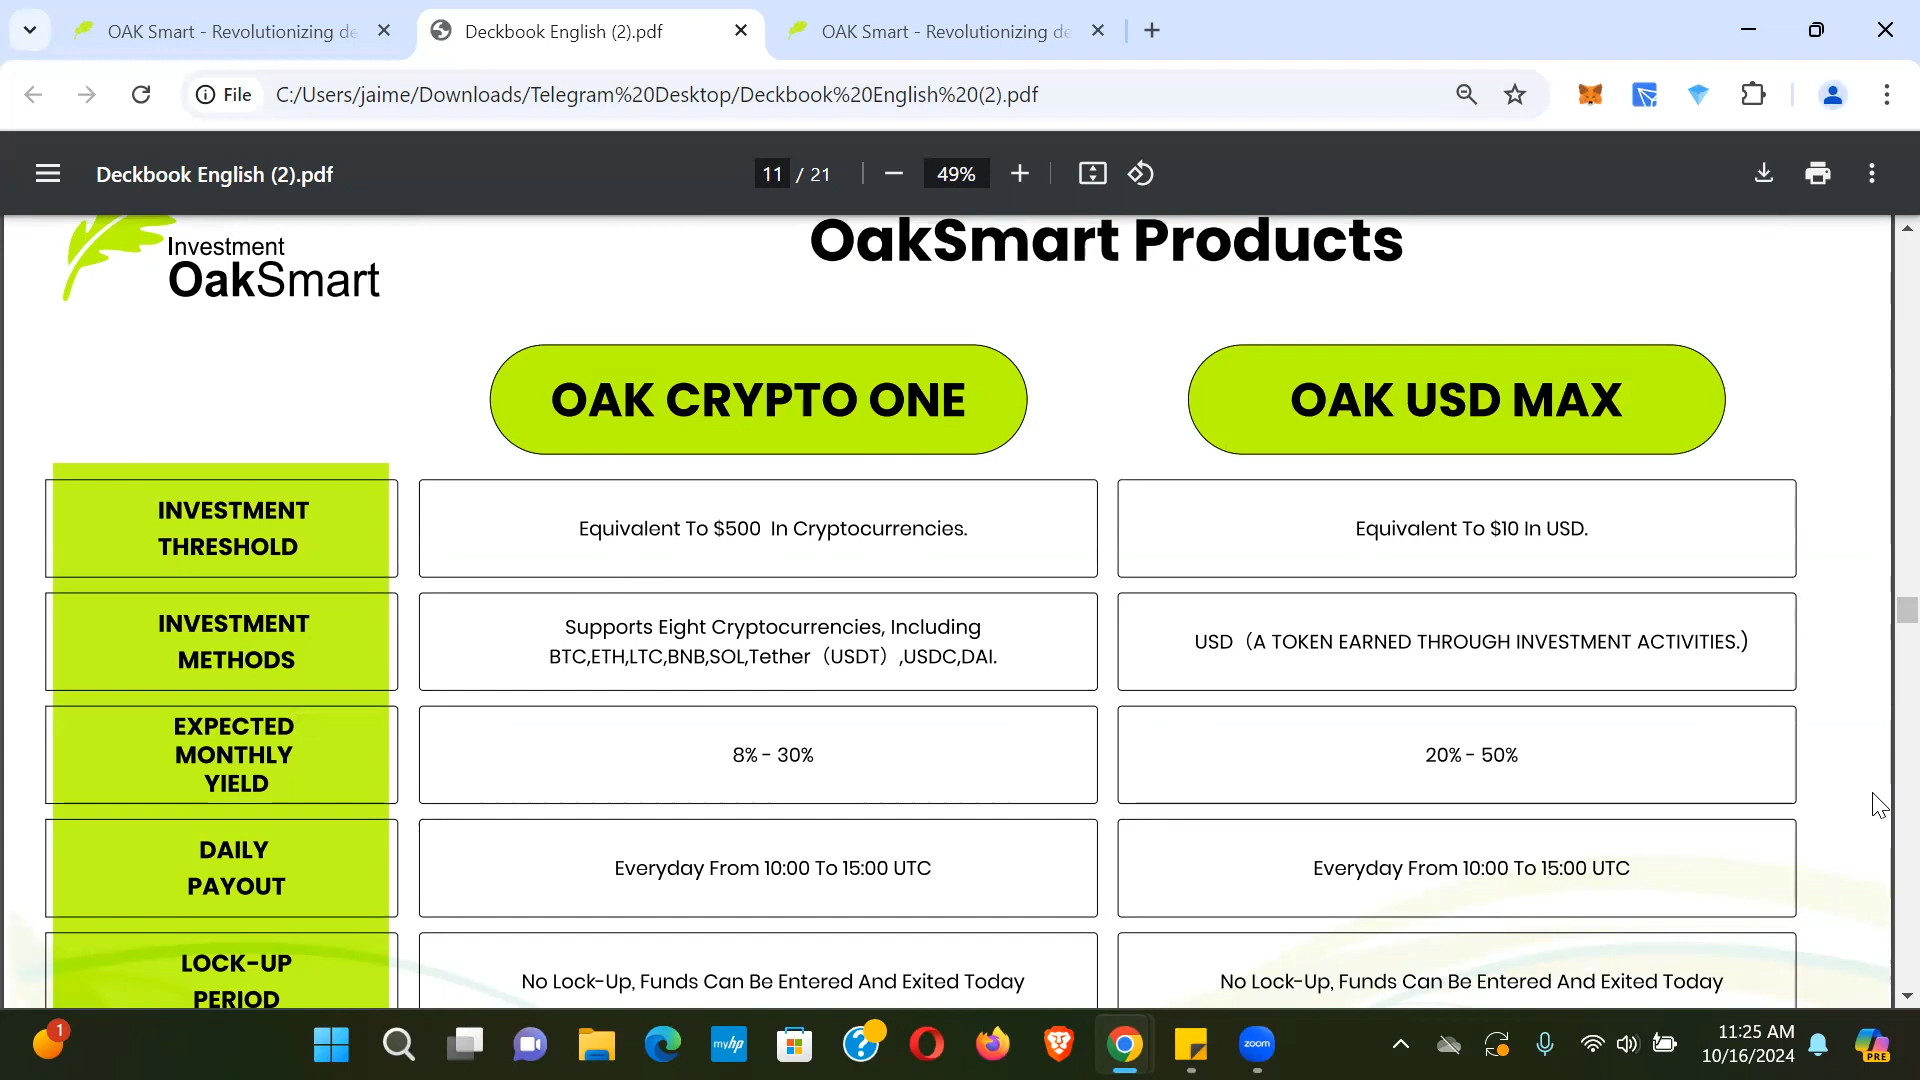 OAK Smart - Revolutionizing de
Deckbook English (2).pdf
OAK Smart - Revolutionizing de
File
C:/Users/jaime/Downloads/Telegram%20Desktop/Deckbook%20English%20(2).pdf
Deckbook English (2).pdf
11 / 21
49%
Investment
OakSmart
OakSmart Products
OAK CRYPTO ONE
OAK USD MAX
INVESTMENT
THRESHOLD
Equivalent To $500 In Cryptocurrencies.
Equivalent To $10 In USD.
INVESTMENT
METHODS
Supports Eight Cryptocurrencies, Including
BTC,ETH,LTC,BNB,SOL,Tether（USDT）,USDC,DAI.
USD（A TOKEN EARNED THROUGH INVESTMENT ACTIVITIES.）
EXPECTED
MONTHLY
YIELD
8% - 30%
20% - 50%
DAILY
PAYOUT
Everyday From 10:00 To 15:00 UTC
Everyday From 10:00 To 15:00 UTC
LOCK-UP
PERIOD
No Lock-Up, Funds Can Be Entered And Exited Today
No Lock-Up, Funds Can Be Entered And Exited Today
1
myhp
zoom
11:25 AM
10/16/2024
PRE